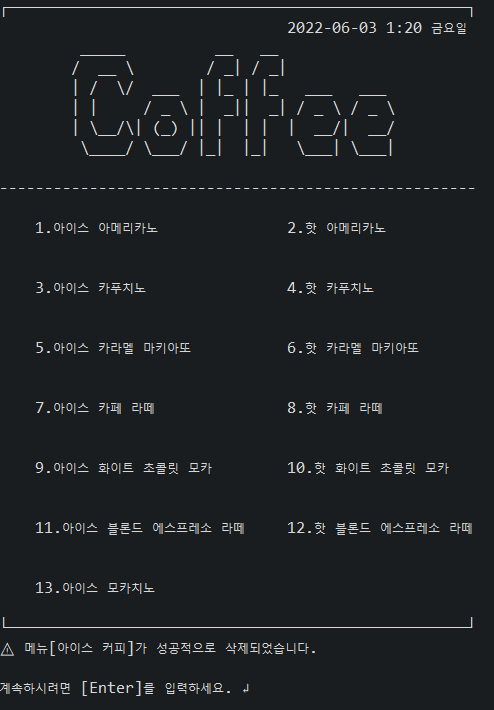 2022-06-03 1:20 금요일
Coffee
1.아이스 아메리카노 2.핫 아메리카노
3.아이스 카푸치노 4.핫 카푸치노
5.아이스 카라멜 마키아또 6.핫 카라멜 마키아또
7.아이스 카페 라떼 8.핫 카페 라떼
9.아이스 화이트 초콜릿 모카 10.핫 화이트 초콜릿 모카
11.아이스 블론드 에스프레소 라떼 12.핫 블론드 에스프레소 라떼
13.아이스 모카치노
⚠ 메뉴[아이스 커피]가 성공적으로 삭제되었습니다.
계속하시려면 [Enter]를 입력하세요. ↲